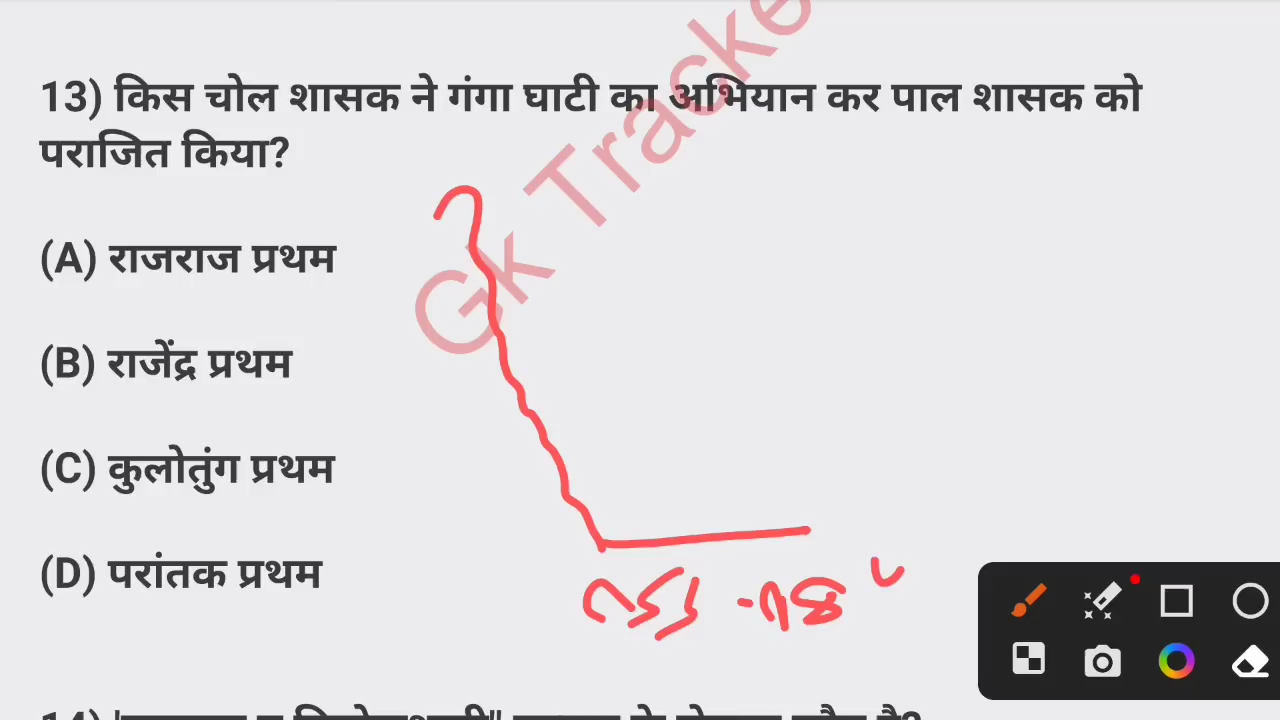 13) किस चोल शासक ने गंगा घाटी का अभियान कर पाल शासक को
पराजित किया?
Gk Tracke
(A) राजराज प्रथम
(B) राजेंद्र प्रथम
(C) कुलोतुंग प्रथम
(D) परांतक प्रथम